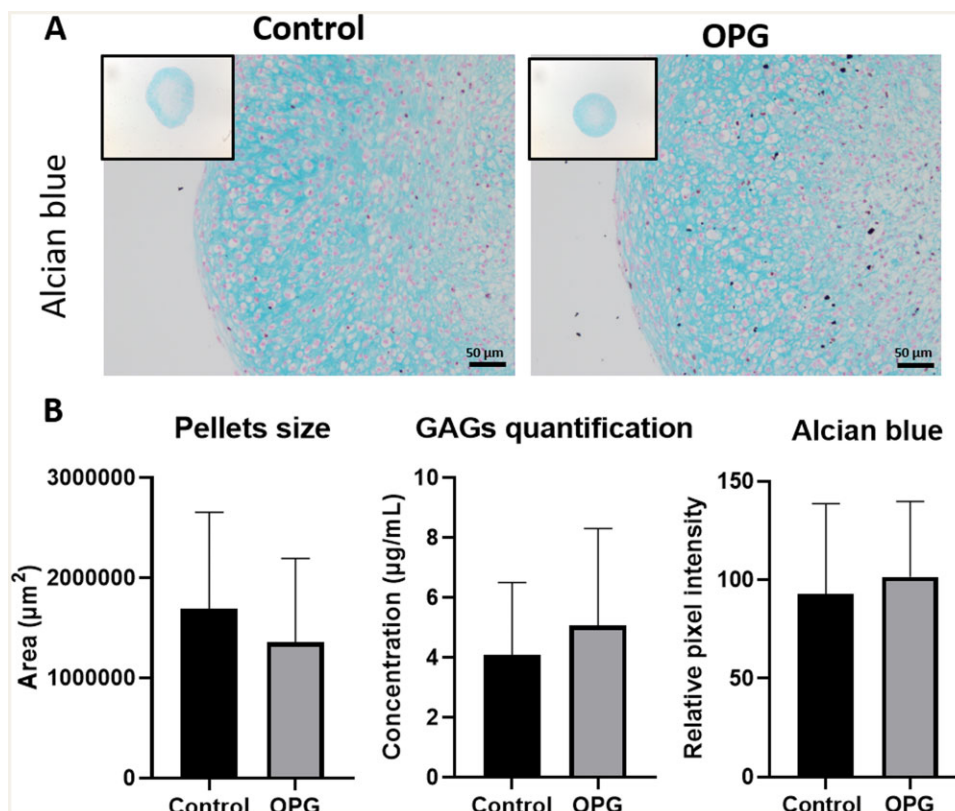 A
Control
OPG
Alcian blue
50 µm
50 µm
B
Pellets size
GAGs quantification
Alcian blue
Area (µm²)
3000000
2000000
1000000
0
Control
OPG
Concentration (µg/mL)
10
8
6
4
2
0
Control
OPG
Relative pixel intensity
150
100
50
0
Control
OPG